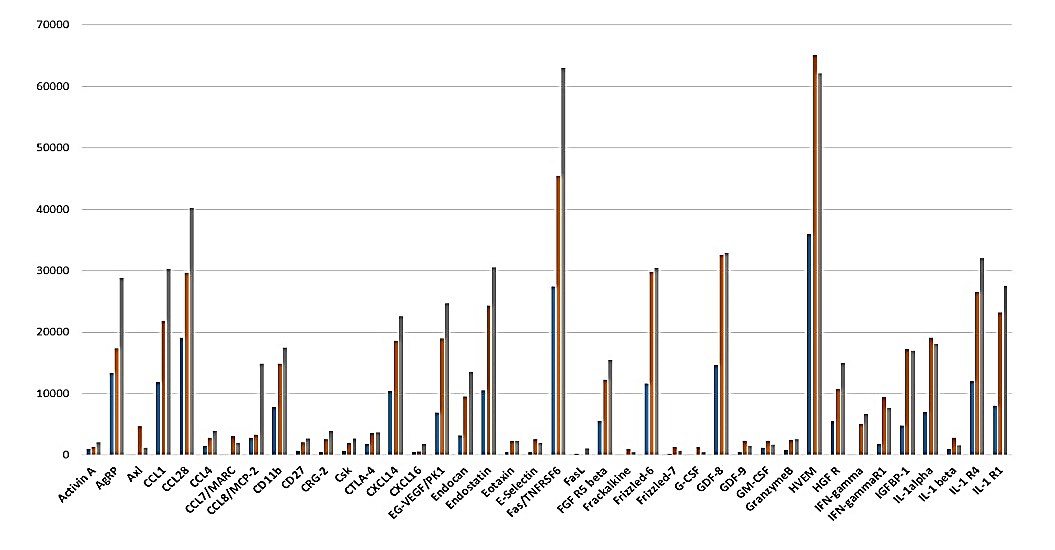 70000
60000
50000
40000
30000
20000
10000
0
Activin A
AgRP
Axl
CCL1
CCL28
CCL4
CCL7/MARC
CCL8/MCP-2
CD11b
CD27
CRG-2
Csk
CTLA-4
CXCL14
CXCL16
EG-VEGF/PK1
Endocan
Endostatin
Eotaxin
E-Selectin
Fas/TNFRSF6
FasL
FGF R5 beta
Frackalkine
Frizzled-6
Frizzled-7
G-CSF
GDF-8
GDF-9
GM-CSF
GranzymeB
HVEM
HGF R
IFN-gamma
IFN-gammaR1
IGFBP-1
IL-1alpha
IL-1 beta
IL-1 R4
IL-1 R1